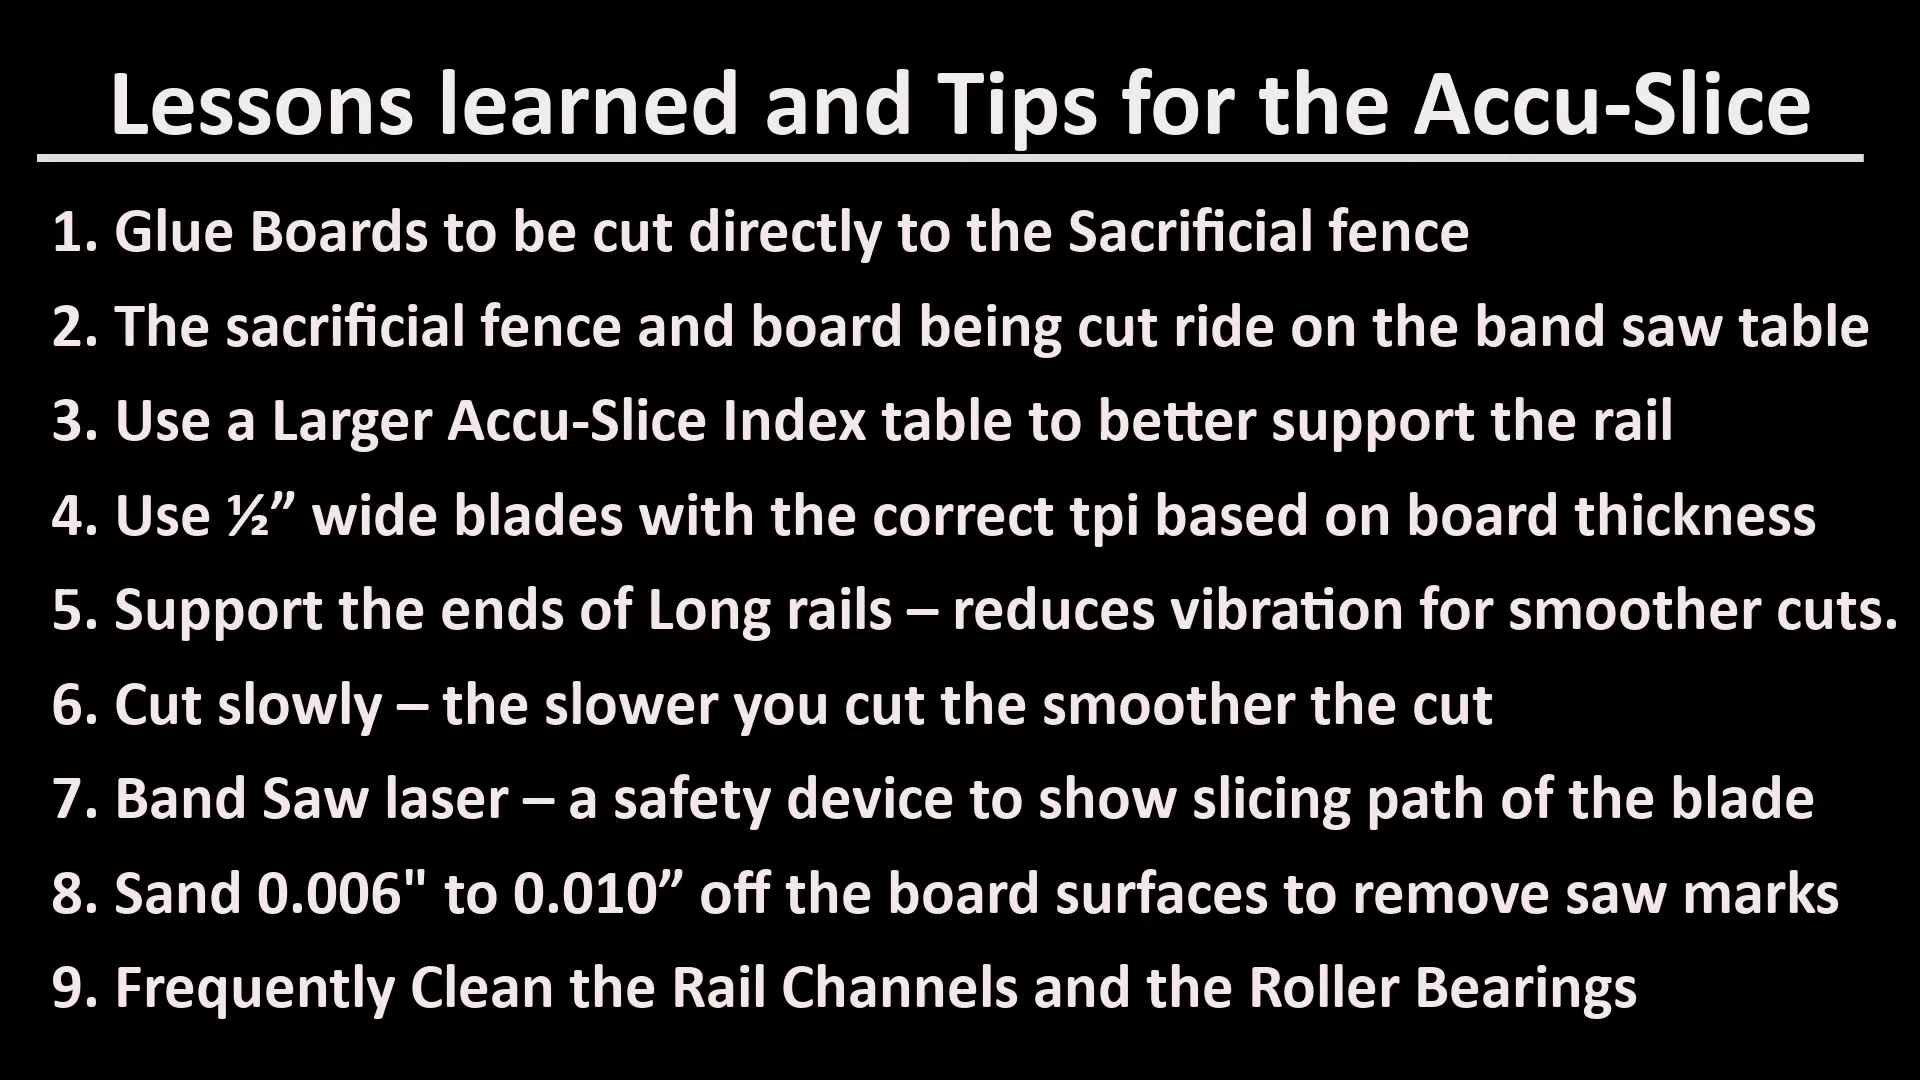 Lessons learned and Tips for the Accu-Slice
1. Glue Boards to be cut directly to the Sacrificial fence
2. The sacrificial fence and board being cut ride on the band saw table
3. Use a Larger Accu-Slice Index table to better support the rail
4. Use ½” wide blades with the correct tpi based on board thickness
5. Support the ends of Long rails – reduces vibration for smoother cuts.
6. Cut slowly – the slower you cut the smoother the cut
7. Band Saw laser – a safety device to show slicing path of the blade
8. Sand 0.006" to 0.010” off the board surfaces to remove saw marks
9. Frequently Clean the Rail Channels and the Roller Bearings